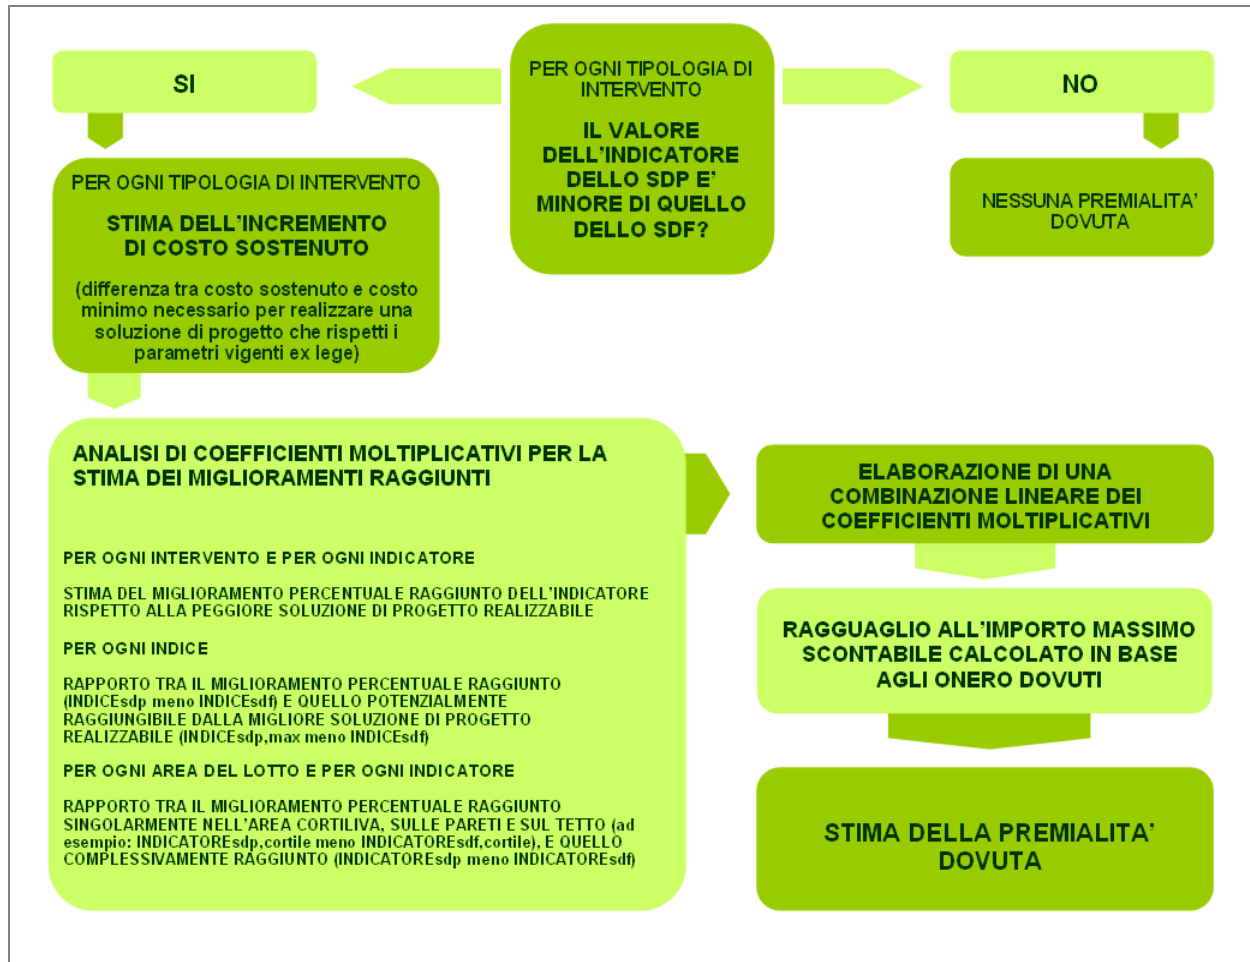 PER OGNI TIPOLOGIA DI
INTERVENTO
IL VALORE
DELL'INDICATORE
DELLO SDP E'
MINORE DI QUELLO
DELLO SDF?
SI
NO
PER OGNI TIPOLOGIA DI INTERVENTO
STIMA DELL'INCREMENTO
DI COSTO SOSTENUTO
(differenza tra costo sostenuto e costo
minimo necessario per realizzare una
soluzione di progetto che rispetti i
parametri vigenti ex lege)
NESSUNA PREMIALITA'
DOVUTA
ANALISI DI COEFFICIENTI MOLTIPLICATIVI PER LA
STIMA DEI MIGLIORAMENTI RAGGIUNTI
PER OGNI INTERVENTO E PER OGNI INDICATORE
STIMA DEL MIGLIORAMENTO PERCENTUALE RAGGIUNTO DELL'INDICATORE
RISPETTO ALLA PEGGIORE SOLUZIONE DI PROGETTO REALIZZABILE
PER OGNI INDICE
RAPPORTO TRA IL MIGLIORAMENTO PERCENTUALE RAGGIUNTO
(INDICEsdp meno INDICEsdf) E QUELLO POTENZIALMENTE
RAGGIUNGIBILE DALLA MIGLIORE SOLUZIONE DI PROGETTO
REALIZZABILE (INDICEsdp,max meno INDICEsdf)
PER OGNI AREA DEL LOTTO E PER OGNI INDICATORE
RAPPORTO TRA IL MIGLIORAMENTO PERCENTUALE RAGGIUNTO
SINGOLARMENTE NELL'AREA CORTILIVA, SULLE PARETI E SUL TETTO (ad
esempio: INDICATOREsdp,cortile meno INDICATOREsdf,cortile), E QUELLO
COMPLESSIVAMENTE RAGGIUNTO (INDICATOREsdp meno INDICATOREsdf)
ELABORAZIONE DI UNA
COMBINAZIONE LINEARE DEI
COEFFICIENTI MOLTIPLICATIVI
RAGGUAGLIO ALL'IMPORTO MASSIMO
SCONTABILE CALCOLATO IN BASE
AGLI ONERO DOVUTI
STIMA DELLA PREMIALITA'
DOVUTA